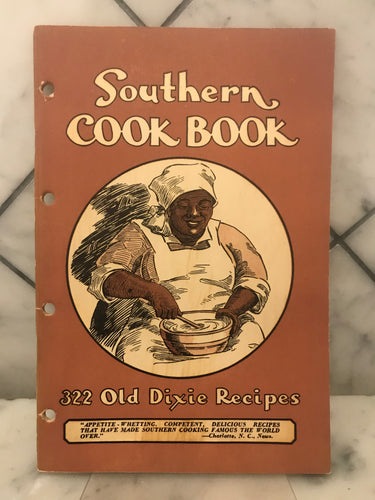 Southern
COOK BOOK
322 Old Dixie Recipes
"APPETITE-WHETTING, COMPETENT, DELICIOUS RECIPES
THAT HAVE MADE SOUTHERN COOKING FAMOUS THE WORLD
OVER."
—Charlotte, N. C., News.